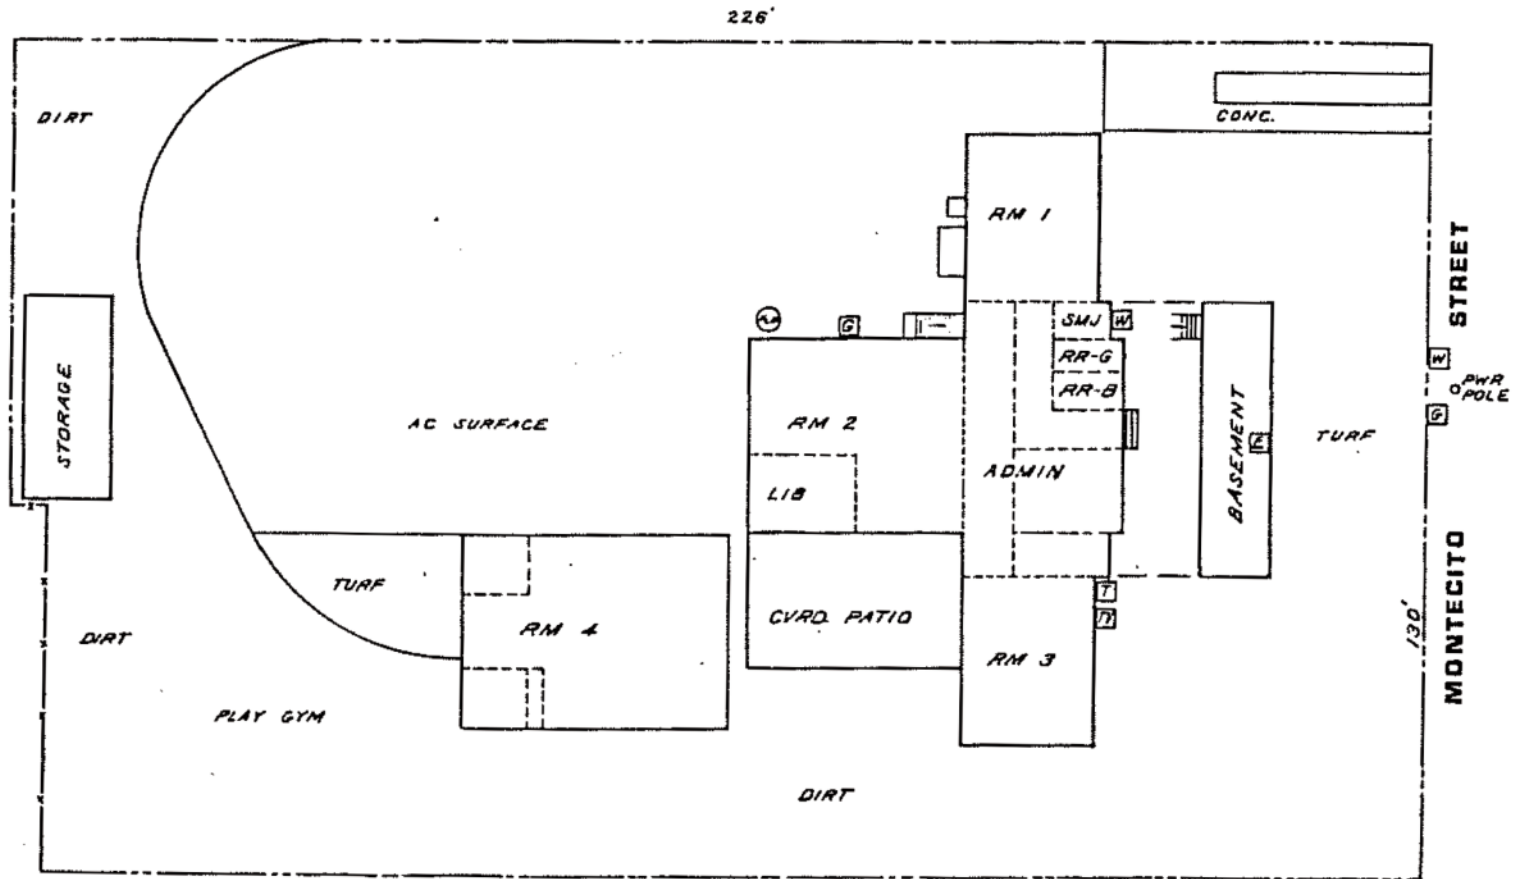 226'
DIRT
CONC.
RM 1
STREET
SMJ
W
G
RR-G
W
PWR
POLE
RR-B
STORAGE
G
AC SURFACE
RM 2
BASEMENT
E
TURF
ADMIN
LIB
TURF
T
CVRD. PATIO
RM 4
130'
MONTECITO
DIRT
RM 3
PLAY GYM
DIRT